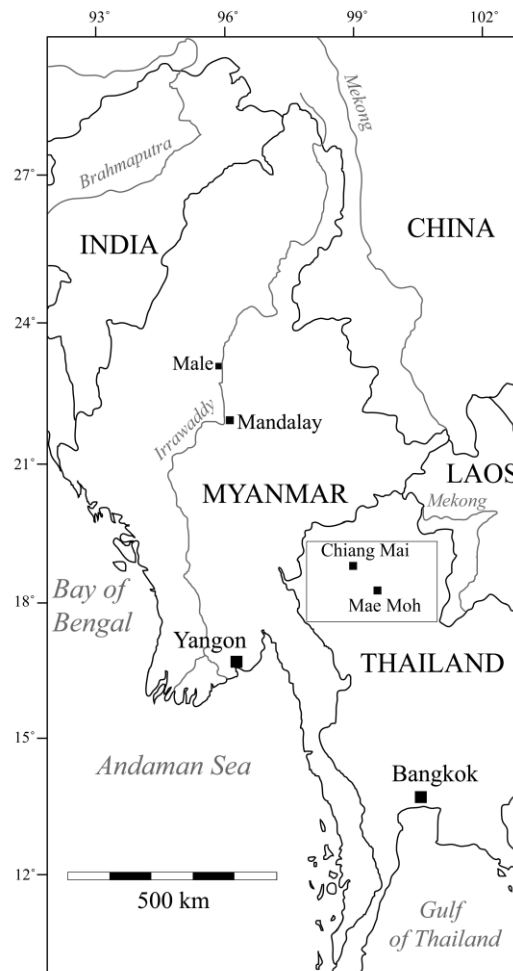 93° 96° 99° 102
Mekong
Brahmaputra
27°
CHINA
INDIA
24°
Male
Irrawaddy
Mandalay
21°
LAOS
MYANMAR
Mekong
Chiang Mai
Bay of
Bengal
Mae Moh
18°
Yangon
THAILAND
15°
Andaman Sea
Bangkok
12°
500 km
Gulf
of Thailand